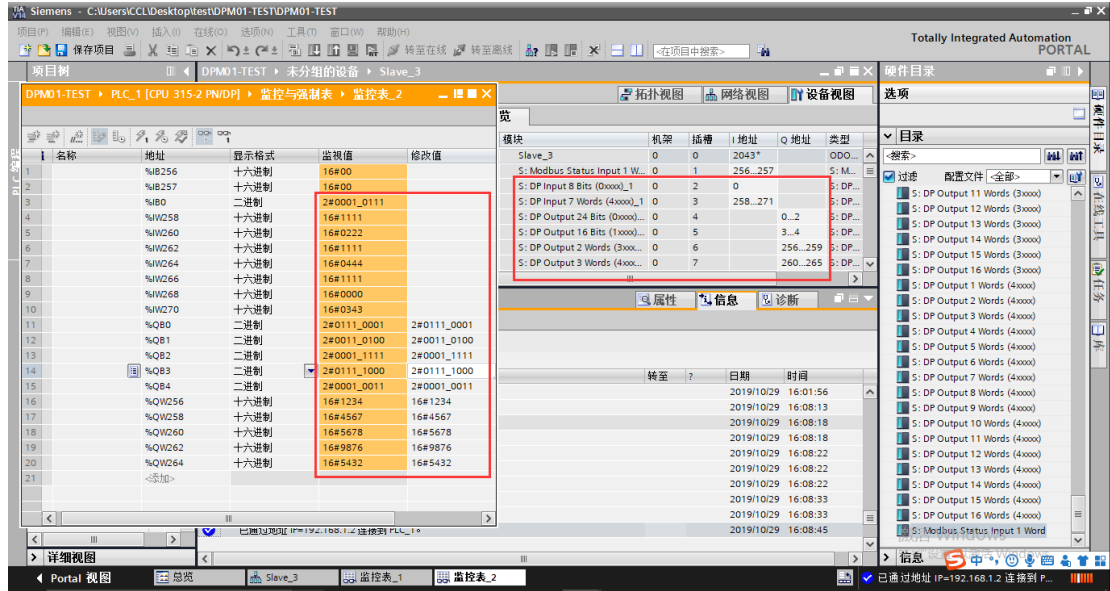 Siemens - C:\Users\CCL\Desktop\test\DPM01-TEST\DPM01-TEST
项目(P) 编辑(E) 视图(V) 插入(I) 在线(O) 选项(N) 工具(T) 窗口(W) 帮助(H)
Totally Integrated Automation
PORTAL
保存项目 转至在线 转至离线 <在项目中搜索>
项目树
DPM01-TEST ▸ 未分组的设备 ▸ Slave_3
硬件目录
DPM01-TEST ▸ PLC_1 [CPU 315-2 PN/DP] ▸ 监控与强制表 ▸ 监控表_2
拓扑视图 网络视图 设备视图
选项
i 名称 地址 显示格式 监视值 修改值
1 %IB256 十六进制 16#00
2 %IB257 十六进制 16#00
3 %IB0 二进制 2#0001_0111
4 %IW258 十六进制 16#1111
5 %IW260 十六进制 16#0222
6 %IW262 十六进制 16#1111
7 %IW264 十六进制 16#0444
8 %IW266 十六进制 16#1111
9 %IW268 十六进制 16#0000
10 %IW270 十六进制 16#0343
11 %QB0 二进制 2#0111_0001 2#0111_0001
12 %QB1 二进制 2#0011_0100 2#0011_0100
13 %QB2 二进制 2#0001_1111 2#0001_1111
14 %QB3 二进制 2#0111_1000 2#0111_1000
15 %QB4 二进制 2#0001_0011 2#0001_0011
16 %QW256 十六进制 16#1234 16#1234
17 %QW258 十六进制 16#4567 16#4567
18 %QW260 十六进制 16#5678 16#5678
19 %QW262 十六进制 16#9876 16#9876
20 %QW264 十六进制 16#5432 16#5432
21 <添加>
览
模块 机架 插槽 I 地址 Q 地址 类型
Slave_3 0 0 2043* ODO...
S: Modbus Status Input 1 W... 0 1 256...257 S: M...
S: DP Input 8 Bits (0xxxx)_1 0 2 0 S: DP...
S: DP Input 7 Words (4xxxx)_1 0 3 258...271 S: DP...
S: DP Output 24 Bits (0xxxx)... 0 4 0...2 S: DP...
S: DP Output 16 Bits (1xxxx)... 0 5 3...4 S: DP...
S: DP Output 2 Words (3xxx... 0 6 256...259 S: DP...
S: DP Output 3 Words (4xxx... 0 7 260...265 S: DP...
属性 信息 诊断
转至 ? 日期 时间
2019/10/29 16:01:56
2019/10/29 16:08:13
2019/10/29 16:08:18
2019/10/29 16:08:18
2019/10/29 16:08:22
2019/10/29 16:08:22
2019/10/29 16:08:22
2019/10/29 16:08:33
2019/10/29 16:08:33
已通过地址 IP=192.168.1.2 连接到 PLC_1。 2019/10/29 16:08:45
目录
<搜索>
过滤 配置文件 <全部>
S: DP Output 11 Words (3xxxx)
S: DP Output 12 Words (3xxxx)
S: DP Output 13 Words (3xxxx)
S: DP Output 14 Words (3xxxx)
S: DP Output 15 Words (3xxxx)
S: DP Output 16 Words (3xxxx)
S: DP Output 1 Words (4xxxx)
S: DP Output 2 Words (4xxxx)
S: DP Output 3 Words (4xxxx)
S: DP Output 4 Words (4xxxx)
S: DP Output 5 Words (4xxxx)
S: DP Output 6 Words (4xxxx)
S: DP Output 7 Words (4xxxx)
S: DP Output 8 Words (4xxxx)
S: DP Output 9 Words (4xxxx)
S: DP Output 10 Words (4xxxx)
S: DP Output 11 Words (4xxxx)
S: DP Output 12 Words (4xxxx)
S: DP Output 13 Words (4xxxx)
S: DP Output 14 Words (4xxxx)
S: DP Output 15 Words (4xxxx)
S: DP Output 16 Words (4xxxx)
S: Modbus Status Input 1 Word
硬件目录
在线工具
任务
库
详细视图
信息
中
Portal 视图 总览 Slave_3 监控表_1 监控表_2
已通过地址 IP=192.168.1.2 连接到 P...